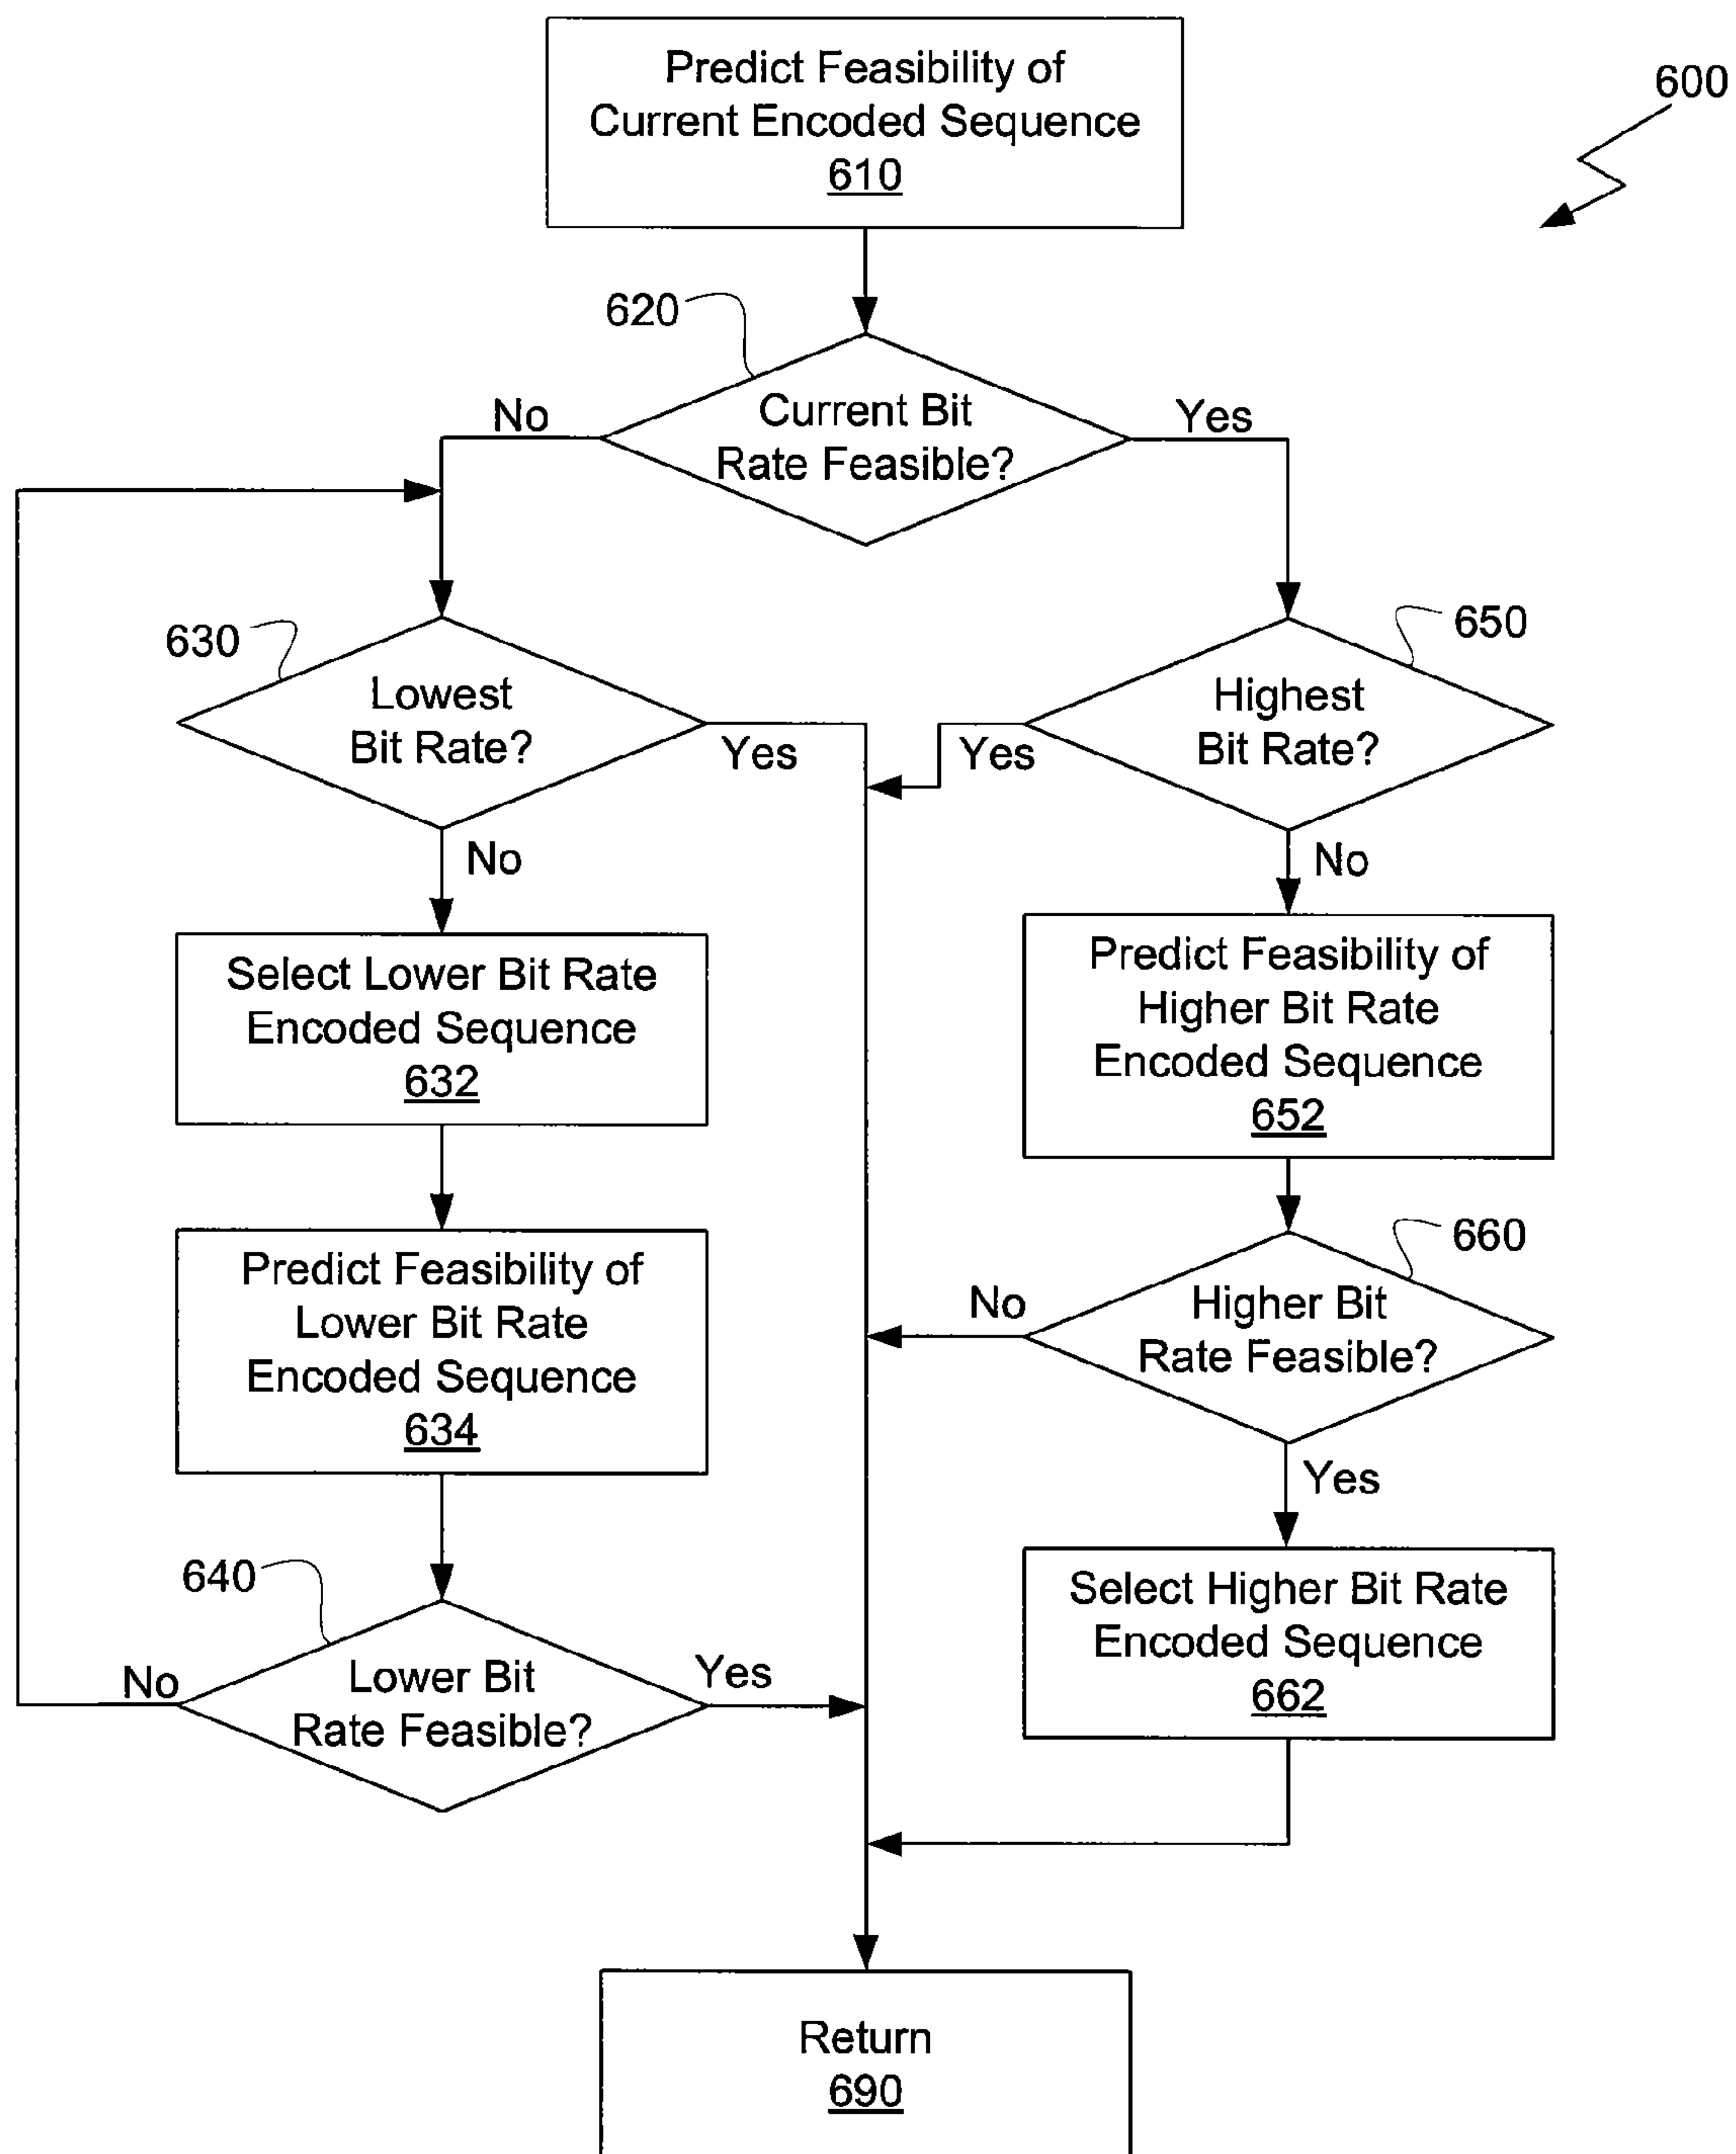 Predict Feasibility of
Current Encoded Sequence
610
600
620
Current Bit
Rate Feasible?
No
Yes
630
Lowest
Bit Rate?
Yes
No
650
Highest
Bit Rate?
Yes
No
Select Lower Bit Rate
Encoded Sequence
632
Predict Feasibility of
Higher Bit Rate
Encoded Sequence
652
Predict Feasibility of
Lower Bit Rate
Encoded Sequence
634
660
Higher Bit
Rate Feasible?
No
Yes
640
Lower Bit
Rate Feasible?
No
Yes
Select Higher Bit Rate
Encoded Sequence
662
Return
690